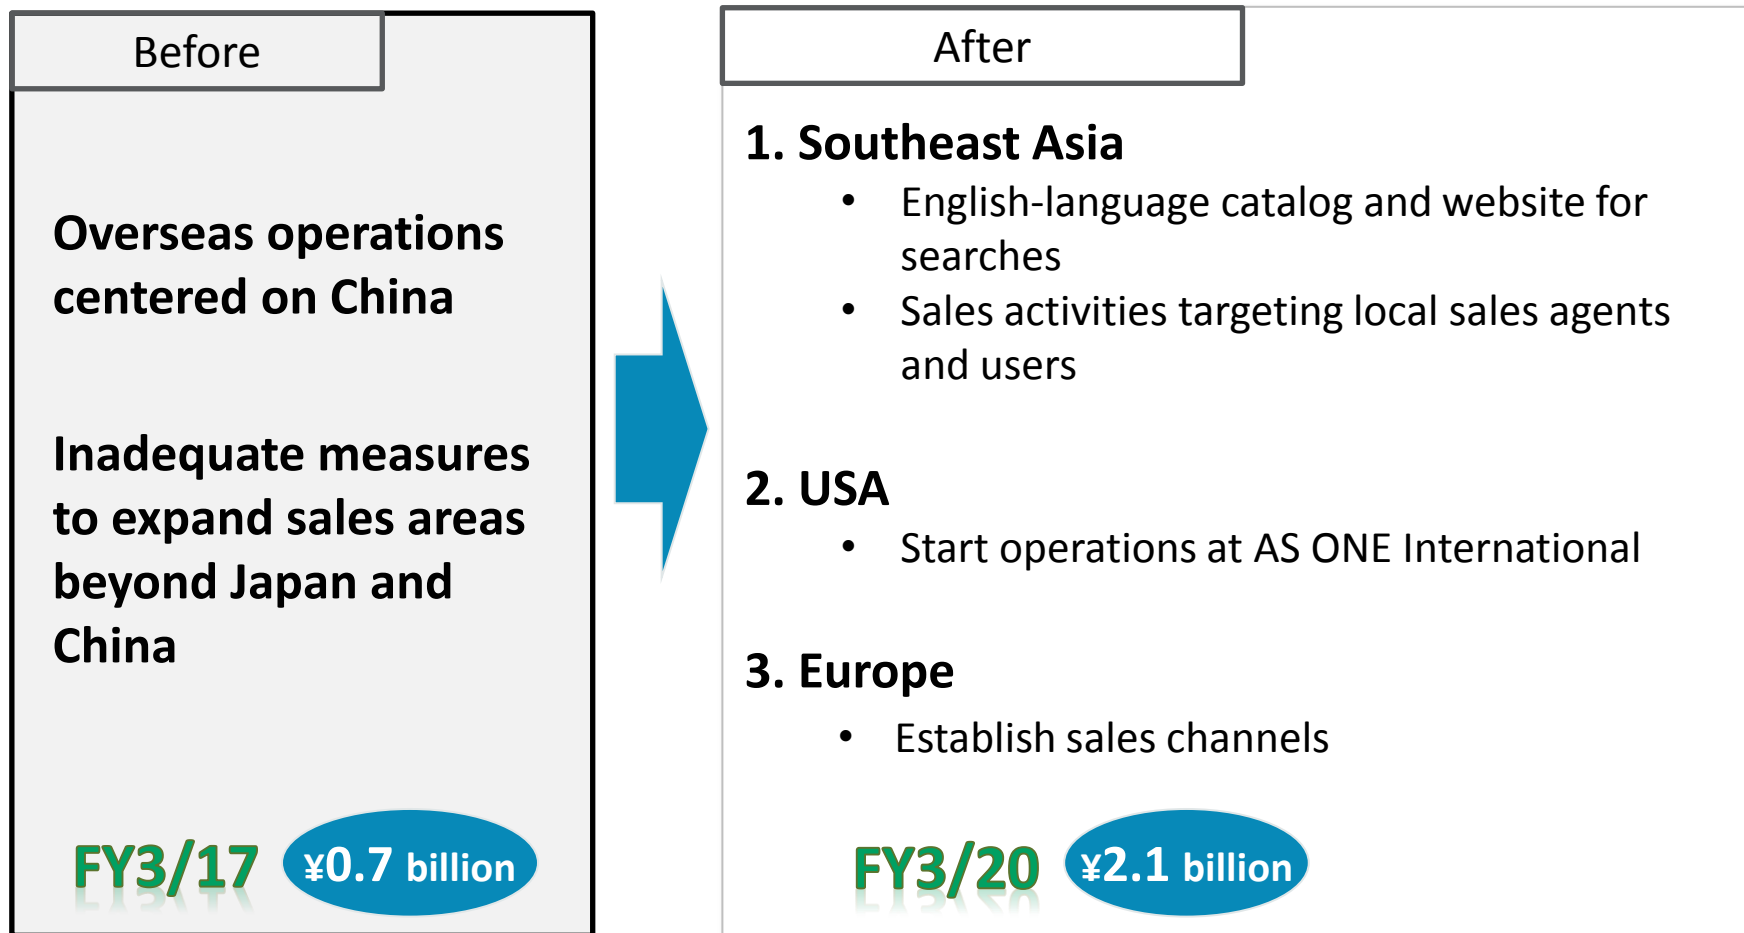 Before
Overseas operations
centered on China
Inadequate measures
to expand sales areas
beyond Japan and
China
FY3/17 ¥0.7 billion
After
1. Southeast Asia
• English-language catalog and website for
searches
• Sales activities targeting local sales agents
and users
2. USA
• Start operations at AS ONE International
3. Europe
• Establish sales channels
FY3/20 ¥2.1 billion